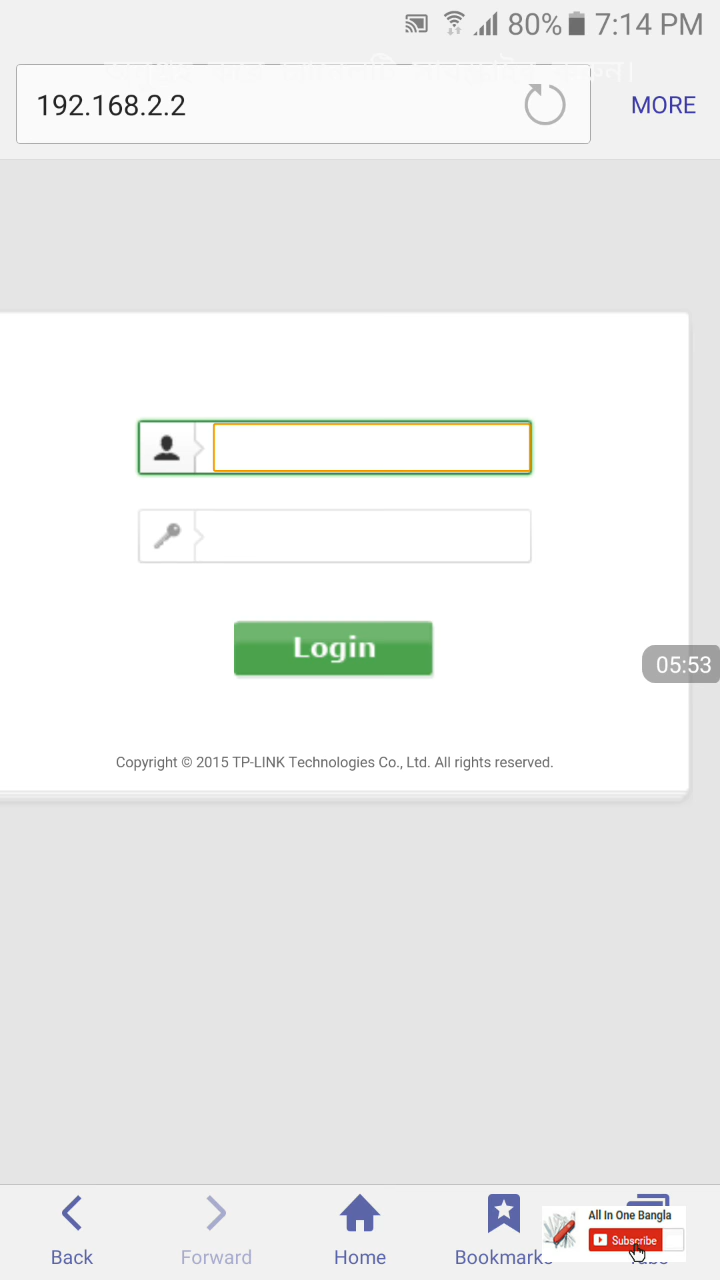 80% 7:14 PM
192.168.2.2
MORE
Login
05:53
Copyright © 2015 TP-LINK Technologies Co., Ltd. All rights reserved.
All In One Bangla
Subscribe
Back
Forward
Home
Bookmarks